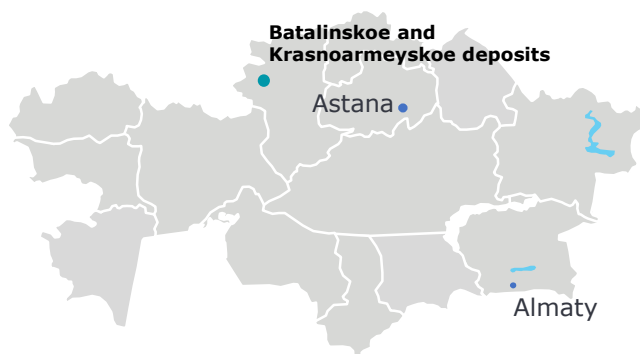 Batalinskoe and
Krasnoarmeyskoe deposits
Astana
Almaty